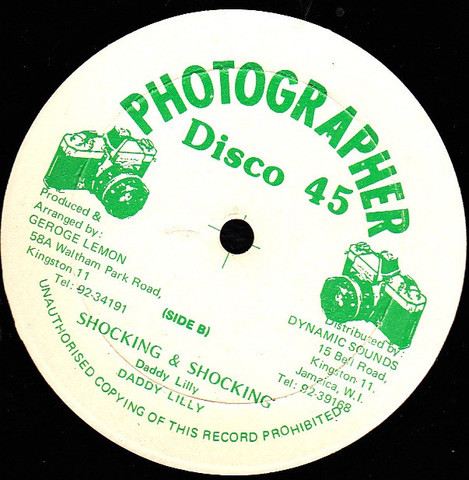 PHOTOGRAPHER
Disco 45
Produced &
Arranged by:
GEROGE LEMON
58A Waltham Park Road,
Kingston 11
Tel: 92-34191
(SIDE B)
Distributed by:
DYNAMIC SOUNDS
15 Bell Road,
Kingston 11.
Jamaica, W.I.
Tel: 92-39168
SHOCKING & SHOCKING
Daddy Lilly
DADDY LILLY
UNAUTHORISED COPYING OF THIS RECORD PROHIBITED